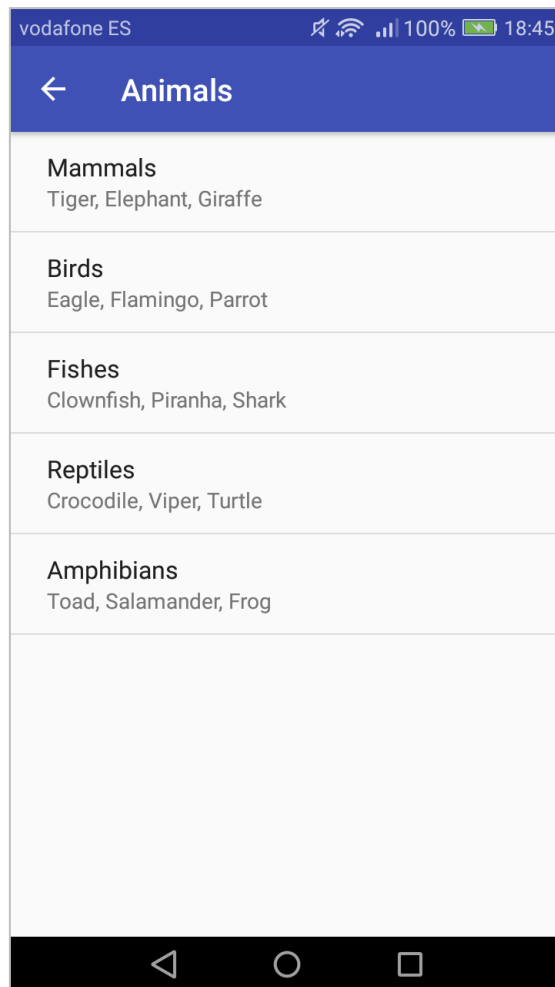 vodafone ES 100% 18:45
Animals
Mammals
Tiger, Elephant, Giraffe
Birds
Eagle, Flamingo, Parrot
Fishes
Clownfish, Piranha, Shark
Reptiles
Crocodile, Viper, Turtle
Amphibians
Toad, Salamander, Frog